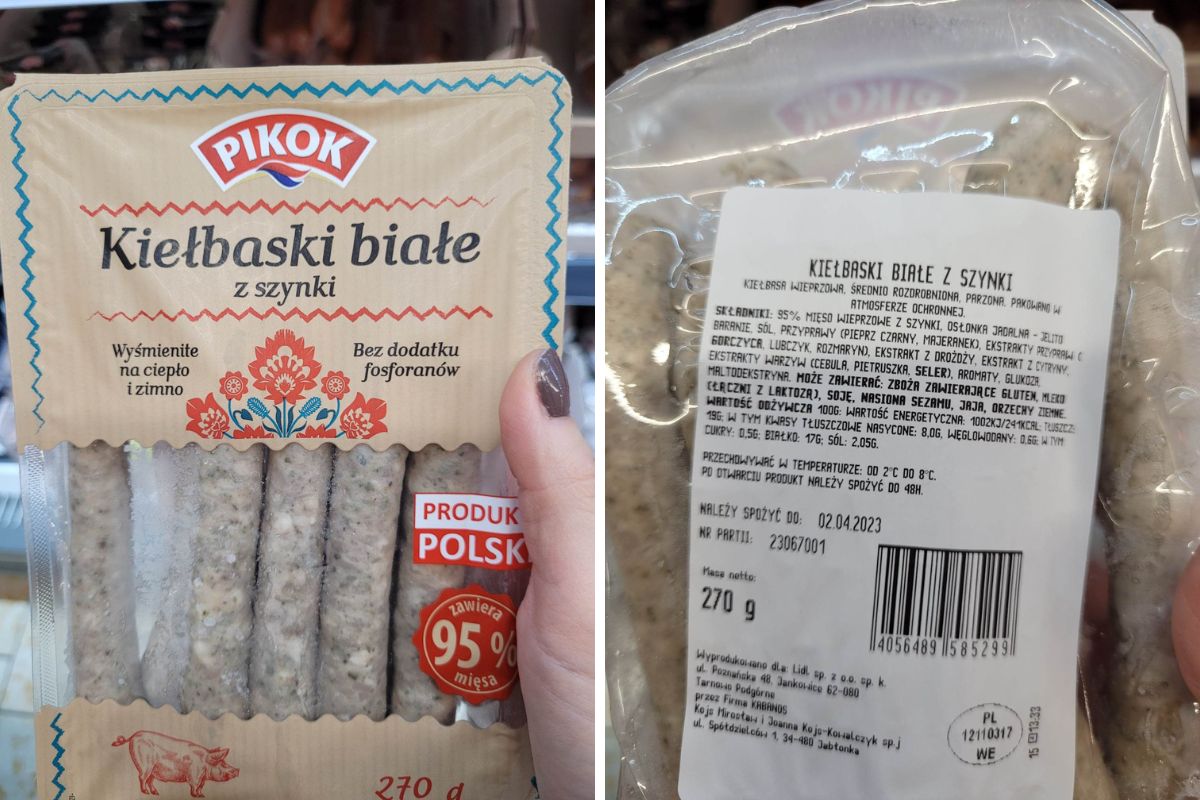 PIKOK
Kiełbaski białe
z szynki
Wyśmienite
na ciepło
i zimno
Bez dodatku
fosforanów
PRODUK
POLSK
zawiera
95 %
mięsa
270 g
PIKOK
KIEŁBASKI BIAŁE Z SZYNKI
KIEŁBASA WIEPRZOWA, ŚREDNIO ROZDROBNIONA, PARZONA. PAKOWANO W
ATMOSFERZE OCHRONNEJ.
SKŁADNIKI: 95% MIĘSO WIEPRZOWE Z SZYNKI, OSŁONKA JADALNA - JELITO
BARANIE, SÓL, PRZYPRAWY (PIEPRZ CZARNY, MAJERANEK), EKSTRAKTY PRZYPRAW (
GORCZYCA, LUBCZYK, ROZMARYN), EKSTRAKT Z DROŻDŻY, EKSTRAKT Z CYTRYNY,
EKSTRAKTY WARZYW (CEBULA, PIETRUSZKA, SELER), AROMATY, GLUKOZA,
MALTODEKSTRYNA. MOŻE ZAWIERAĆ: ZBOŻA ZAWIERAJĄCE GLUTEN, MLEKO
(ŁĄCZNI Z LAKTOZĄ), SOJĘ, NASIONA SEZAMU, JAJA, ORZECHY ZIEMNE.
WARTOŚĆ ODŻYWCZA 100G: WARTOŚĆ ENERGETYCZNA: 1002KJ/241KCAL; TŁUSZCZ:
19G; W TYM KWASY TŁUSZCZOWE NASYCONE: 8,0G, WĘGLOWODANY: 0,6G; W TYM
CUKRY: 0,5G; BIAŁKO: 17G; SÓL: 2,05G.
PRZECHOWYWAĆ W TEMPERATURZE: OD 2°C DO 8°C.
PO OTWARCIU PRODUKT NALEŻY SPOŻYĆ DO 48H.
NALEŻY SPOŻYĆ DO: 02.04.2023
NR PARTII: 23067001
Masa netto:
270 g
4056489 585299
Wyprodukowano dla: Lidl sp. z o.o. sp. k.
ul. Poznańska 48, Jankowice 62-080
Tarnowo Podgórne
przez Firma KABANOS
Kojs Mirosław i Joanna Kojs-Kowalczyk sp.j
ul. Spółdzielców 1, 34-480 Jabłonka
PL
12110317
WE